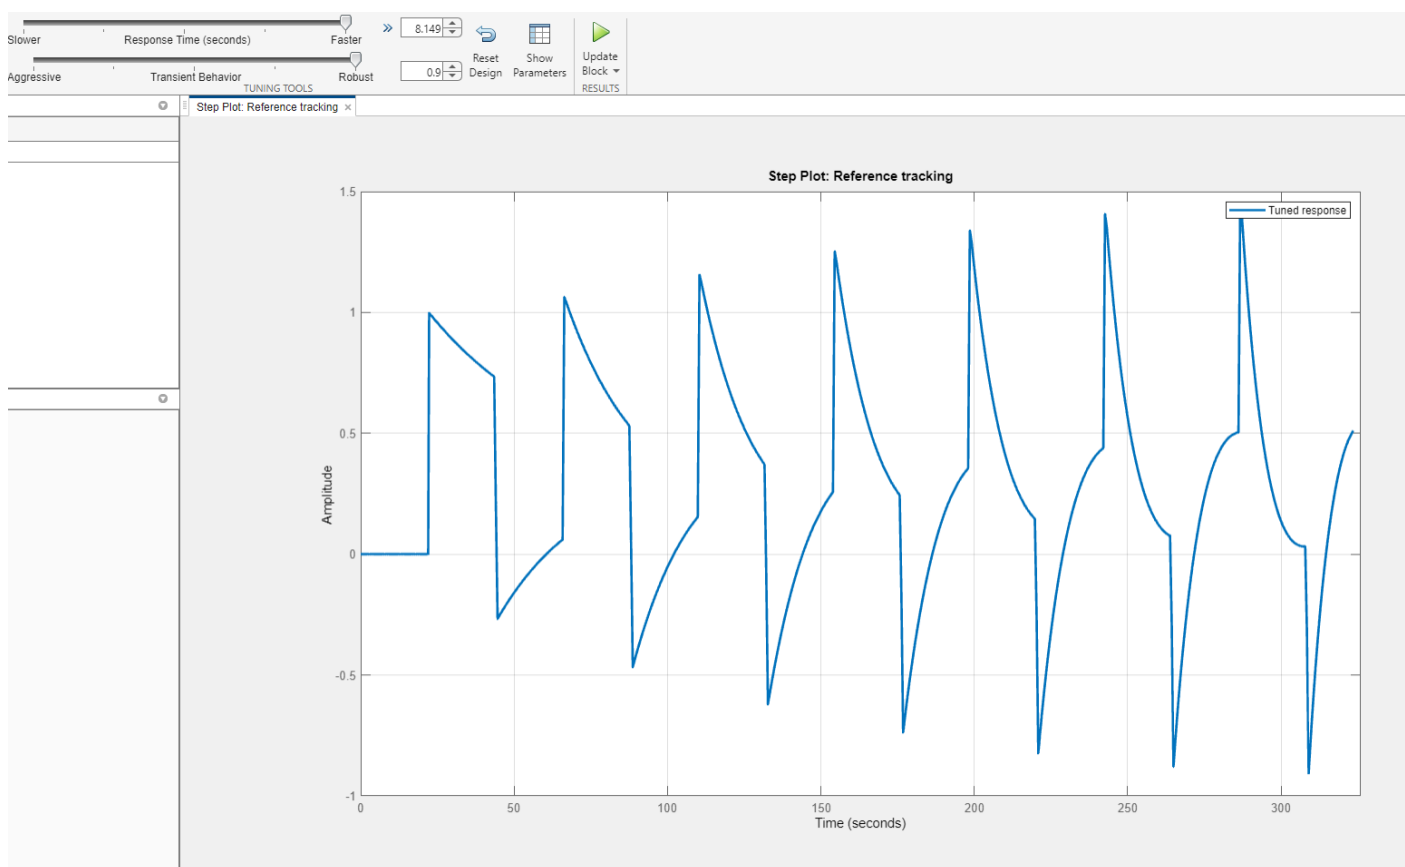 Slower Response Time (seconds) Faster
8.149
Aggressive Transient Behavior Robust
0.9
Reset
Design
Show
Parameters
Update
Block
TUNING TOOLS
RESULTS
Step Plot: Reference tracking
Step Plot: Reference tracking
Tuned response
Amplitude
1.5
1
0.5
0
-0.5
-1
0 50 100 150 200 250 300
Time (seconds)